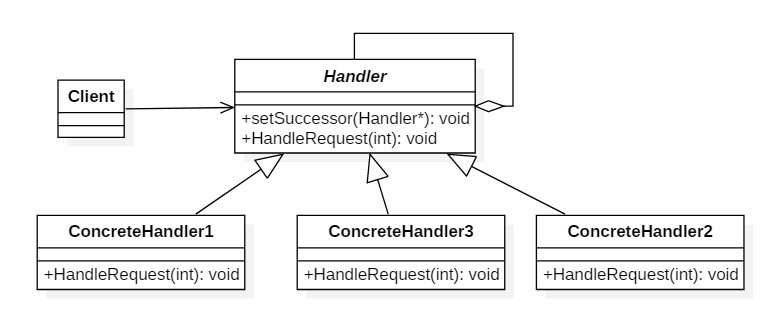 Handler
Client
+setSuccessor(Handler*): void
+HandleRequest(int): void
ConcreteHandler1
+HandleRequest(int): void
ConcreteHandler3
+HandleRequest(int): void
ConcreteHandler2
+HandleRequest(int): void